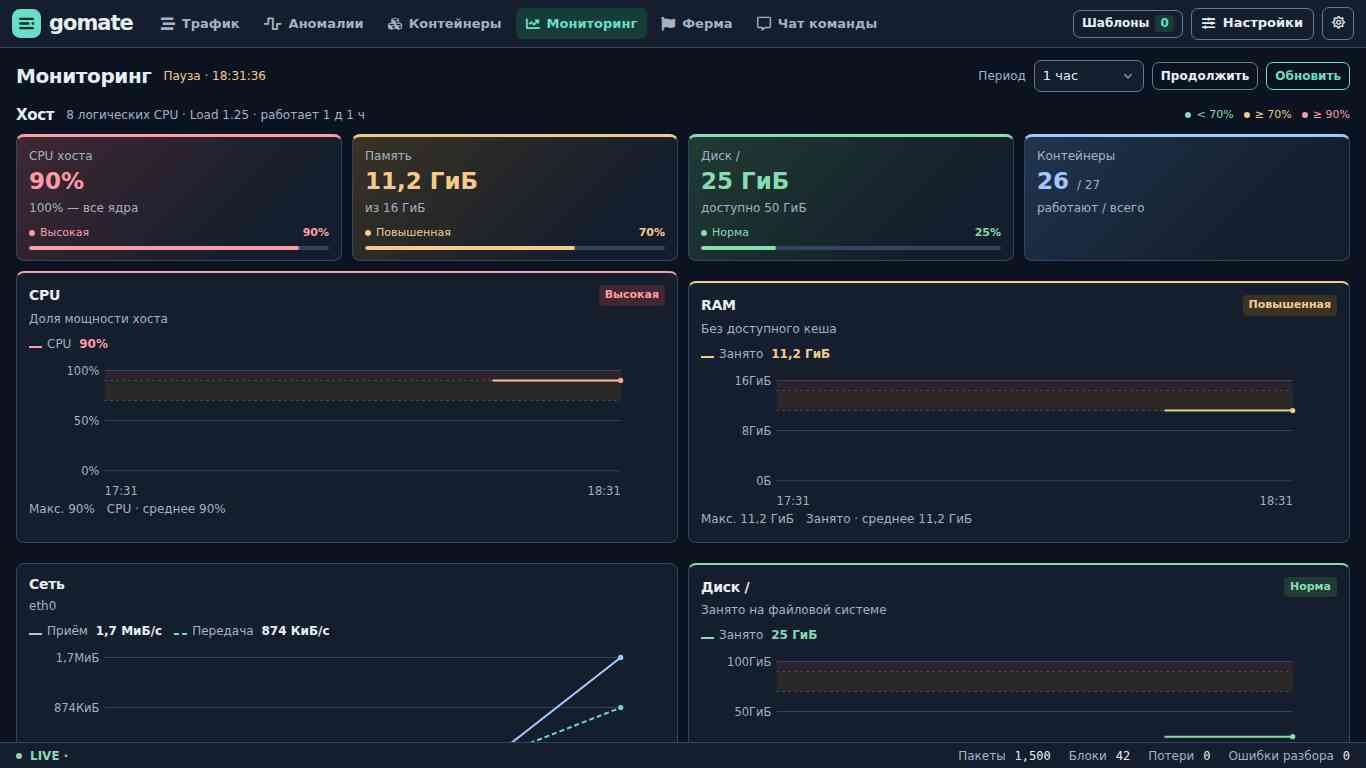 gomate Трафик Аномалии Контейнеры Мониторинг Ферма Чат команды Шаблоны 0 Настройки
Мониторинг Пауза · 18:31:36 Период 1 час Продолжить Обновить
Хост 8 логических CPU · Load 1.25 · работает 1 д 1 ч < 70% ≥ 70% ≥ 90%
CPU хоста
90%
100% — все ядра
Высокая 90%
Память
11,2 ГиБ
из 16 ГиБ
Повышенная 70%
Диск /
25 ГиБ
доступно 50 ГиБ
Норма 25%
Контейнеры
26 / 27
работают / всего
CPU Высокая
Доля мощности хоста
CPU 90%
100%
50%
0%
17:31 18:31
Макс. 90% CPU · среднее 90%
RAM Повышенная
Без доступного кеша
Занято 11,2 ГиБ
16ГиБ
8ГиБ
0Б
17:31 18:31
Макс. 11,2 ГиБ Занято · среднее 11,2 ГиБ
Сеть
eth0
Приём 1,7 МиБ/с Передача 874 КиБ/с
1,7МиБ
874КиБ
Диск / Норма
Занято на файловой системе
Занято 25 ГиБ
100ГиБ
50ГиБ
LIVE · Пакеты 1,500 Блоки 42 Потери 0 Ошибки разбора 0